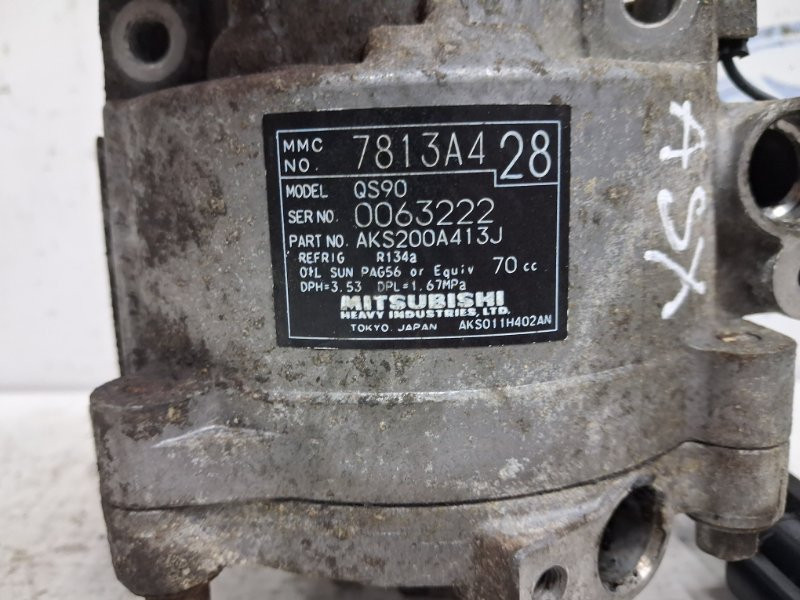 MMC NO. 7813A4 28
MODEL QS90
SER NO. 0063222
PART NO. AKS200A413J
REFRIG R134a
OIL SUN PAG56 or Equiv 70 cc
DPH=3.53 DPL=1.67MPa
MITSUBISHI
HEAVY INDUSTRIES, LTD.
TOKYO, JAPAN AKS011H402AN
ASX